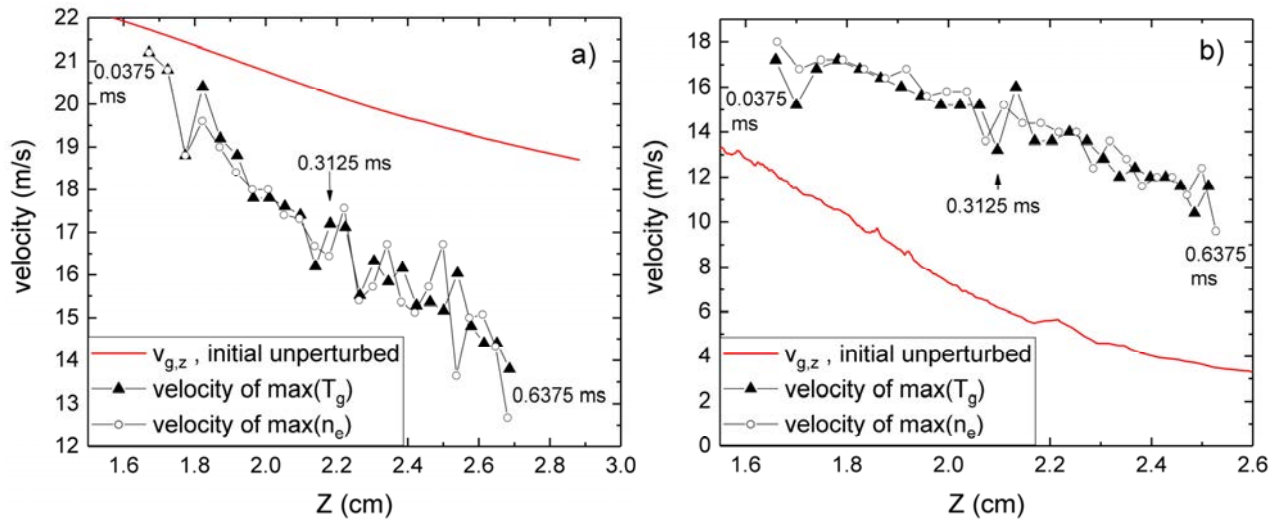 a)
22
21
20
19
18
17
16
15
14
13
12
velocity (m/s)
0.0375
ms
0.3125 ms
0.6375 ms
v_{g,z} , initial unperturbed
velocity of max(T_g)
velocity of max(n_e)
1.6 1.8 2.0 2.2 2.4 2.6 2.8 3.0
Z (cm)
b)
20
18
16
14
12
10
8
6
4
2
0
velocity (m/s)
0.0375
ms
0.3125 ms
0.6375
ms
v_{g,z} , initial unperturbed
velocity of max(T_g)
velocity of max(n_e)
1.6 1.8 2.0 2.2 2.4 2.6
Z (cm)